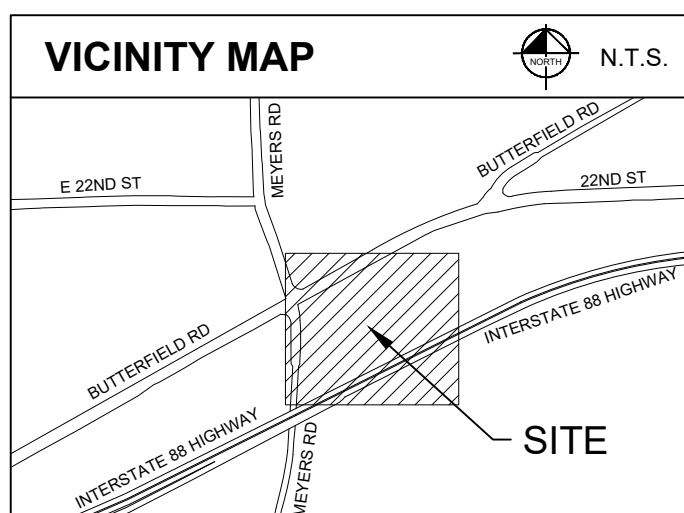 VICINITY MAP
NORTH
N.T.S.
MEYERS RD
BUTTERFIELD RD
E 22ND ST
22ND ST
INTERSTATE 88 HIGHWAY
BUTTERFIELD RD
INTERSTATE 88 HIGHWAY
MEYERS RD
SITE